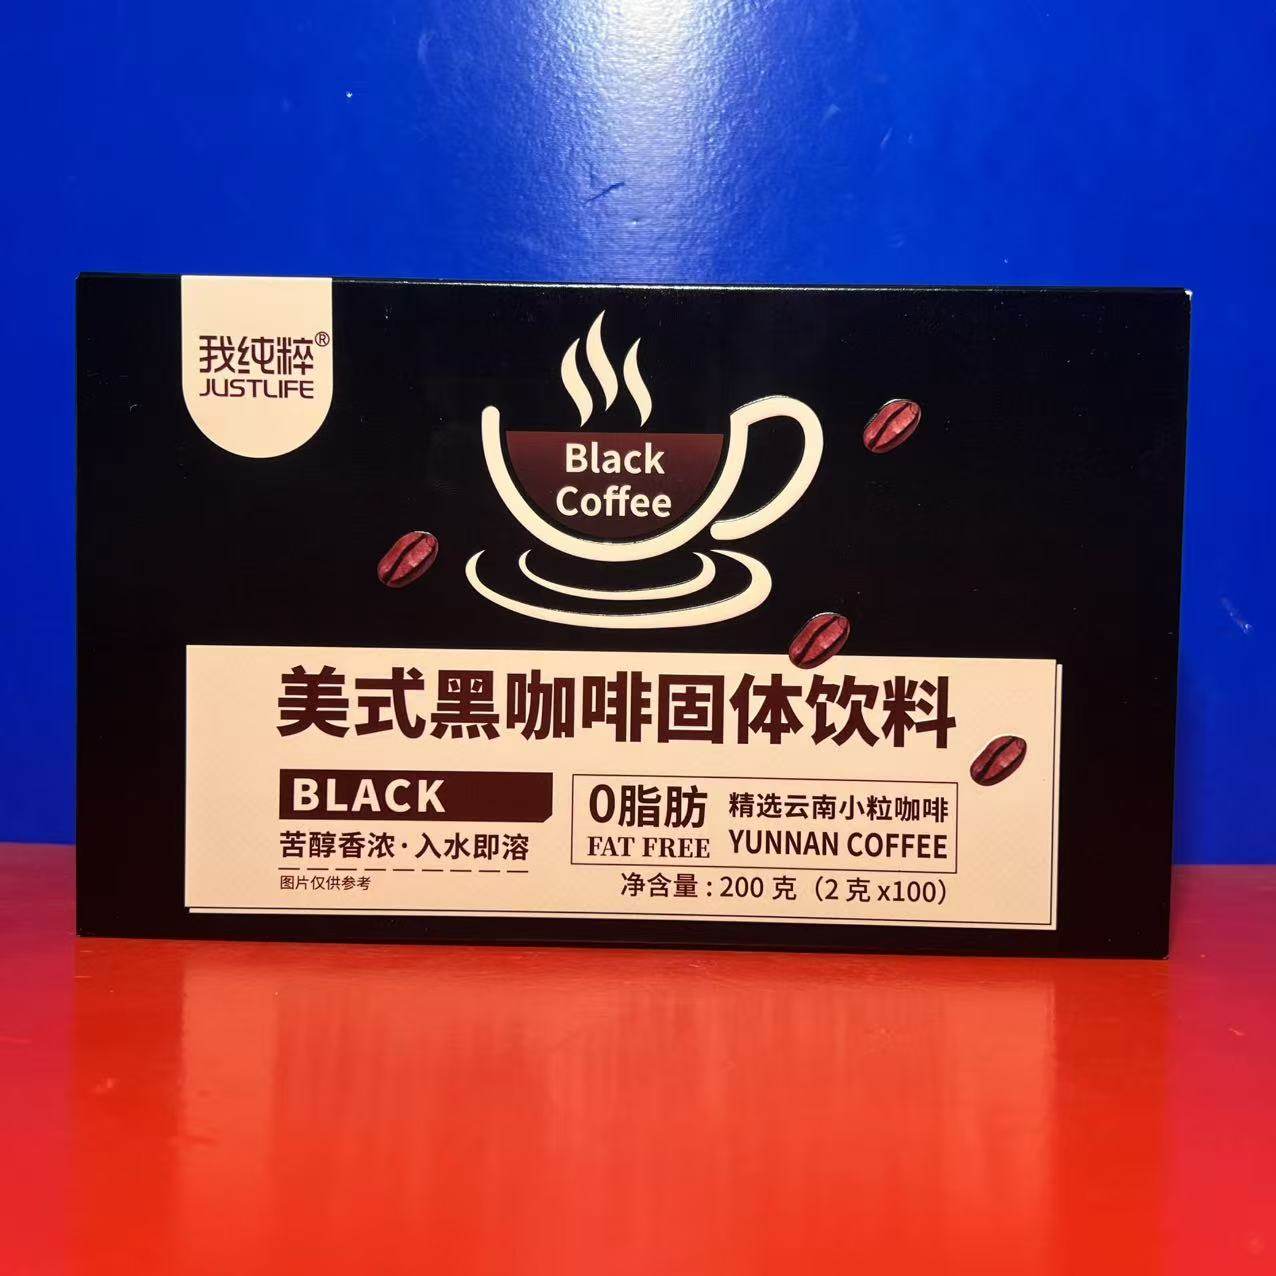 我纯粹®
JUSTLIFE
Black
Coffee
美式黑咖啡固体饮料
BLACK
苦醇香浓·入水即溶
图片仅供参考
0脂肪
FAT FREE
精选云南小粒咖啡
YUNNAN COFFEE
净含量:200 克（2 克 x100）